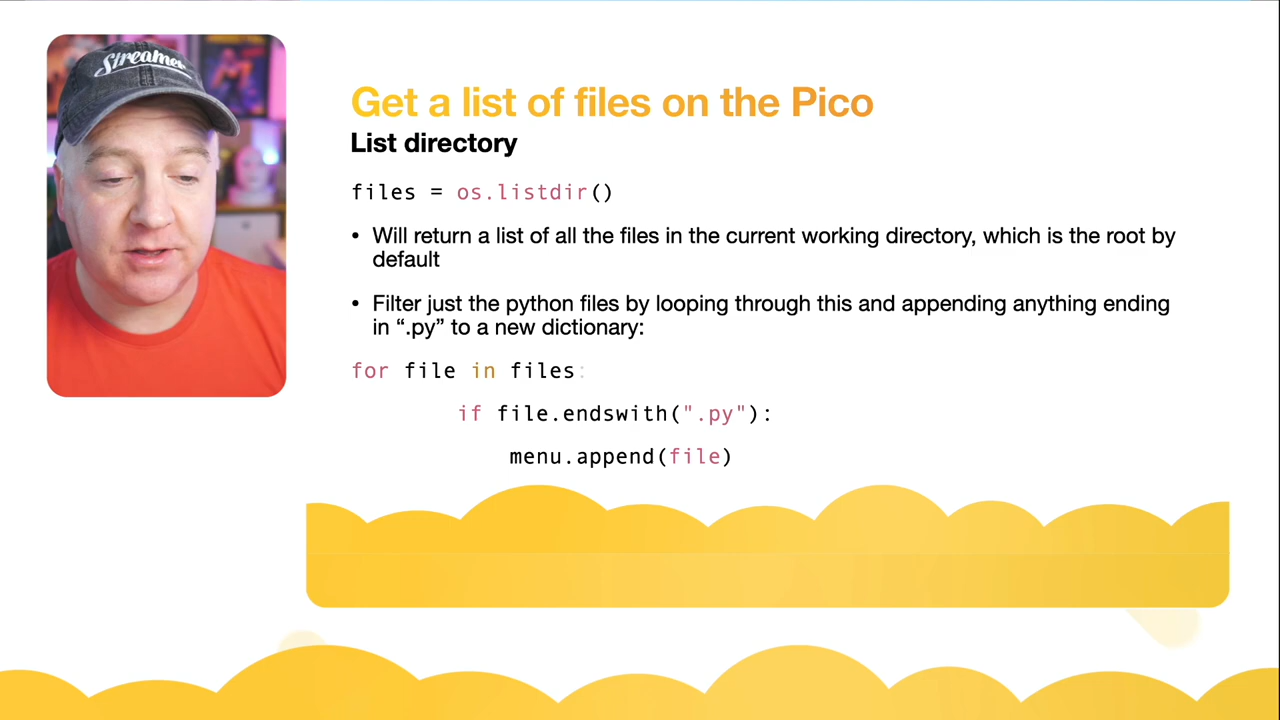 Streamer
Get a list of files on the Pico
List directory
files = os.listdir()
• Will return a list of all the files in the current working directory, which is the root by
default
• Filter just the python files by looping through this and appending anything ending
in “.py” to a new dictionary:
for file in files:
if file.endswith(".py"):
menu.append(file)